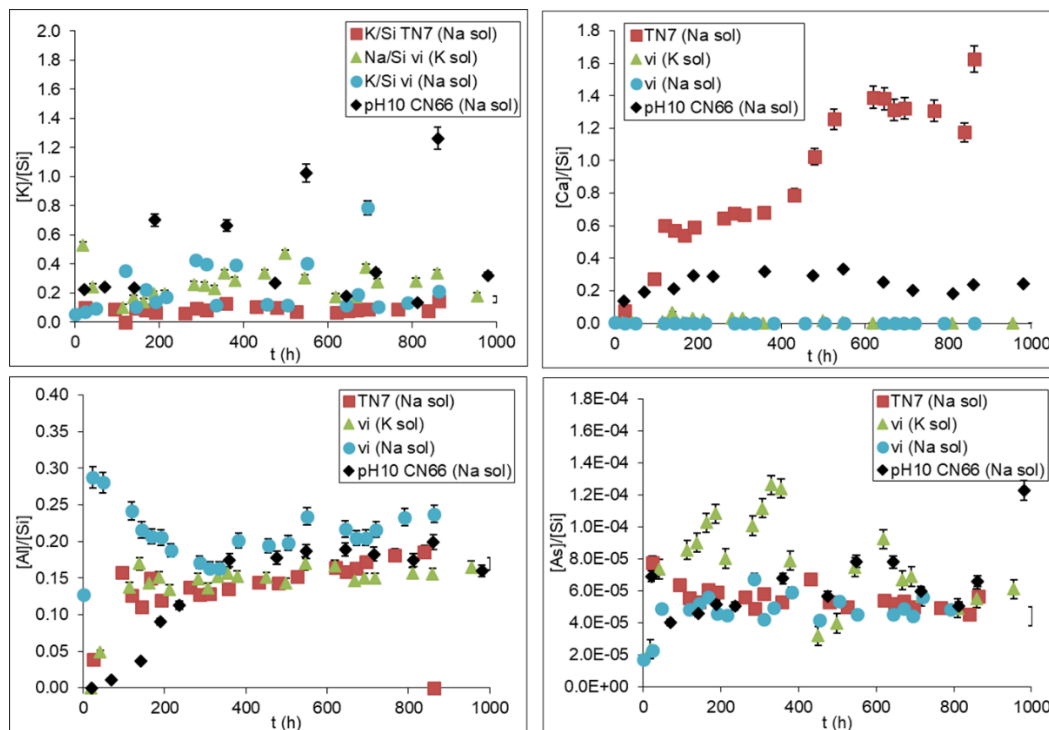 2.0
1.8
1.6
1.4
1.2
1.0
0.8
0.6
0.4
0.2
0.0
[K]/[Si]
K/Si TN7 (Na sol)
Na/Si vi (K sol)
K/Si vi (Na sol)
pH10 CN66 (Na sol)
0
200
400
600
800
1000
t (h)
1.8
1.6
1.4
1.2
1.0
0.8
0.6
0.4
0.2
0.0
[Ca]/[Si]
TN7 (Na sol)
vi (K sol)
vi (Na sol)
pH10 CN66 (Na sol)
0
200
400
600
800
1000
t (h)
0.40
0.35
0.30
0.25
0.20
0.15
0.10
0.05
0.00
[Al]/[Si]
TN7 (Na sol)
vi (K sol)
vi (Na sol)
pH10 CN66 (Na sol)
0
200
400
600
800
1000
t (h)
1.8E-04
1.6E-04
1.4E-04
1.2E-04
1.0E-04
8.0E-05
6.0E-05
4.0E-05
2.0E-05
0.0E+00
[As]/[Si]
TN7 (Na sol)
vi (K sol)
vi (Na sol)
pH10 CN66 (Na sol)
0
200
400
600
800
1000
t (h)